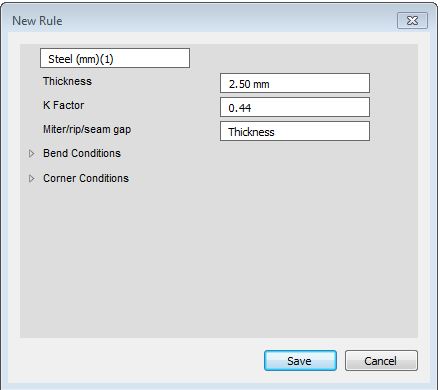 New Rule
Steel (mm)(1)
Thickness 2.50 mm
K Factor 0.44
Miter/rip/seam gap Thickness
Bend Conditions
Corner Conditions
Save Cancel